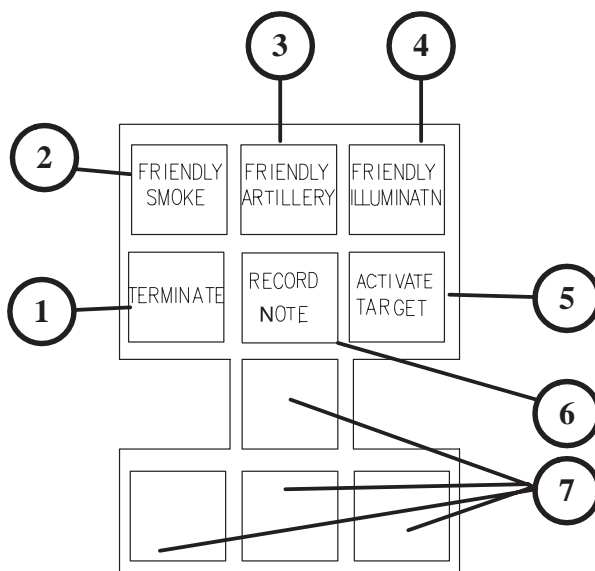 3
4
2
FRIENDLY
SMOKE
FRIENDLY
ARTILLERY
FRIENDLY
ILLUMINATN
1
TERMINATE
RECORD
NOTE
ACTIVATE
TARGET
5
6
7